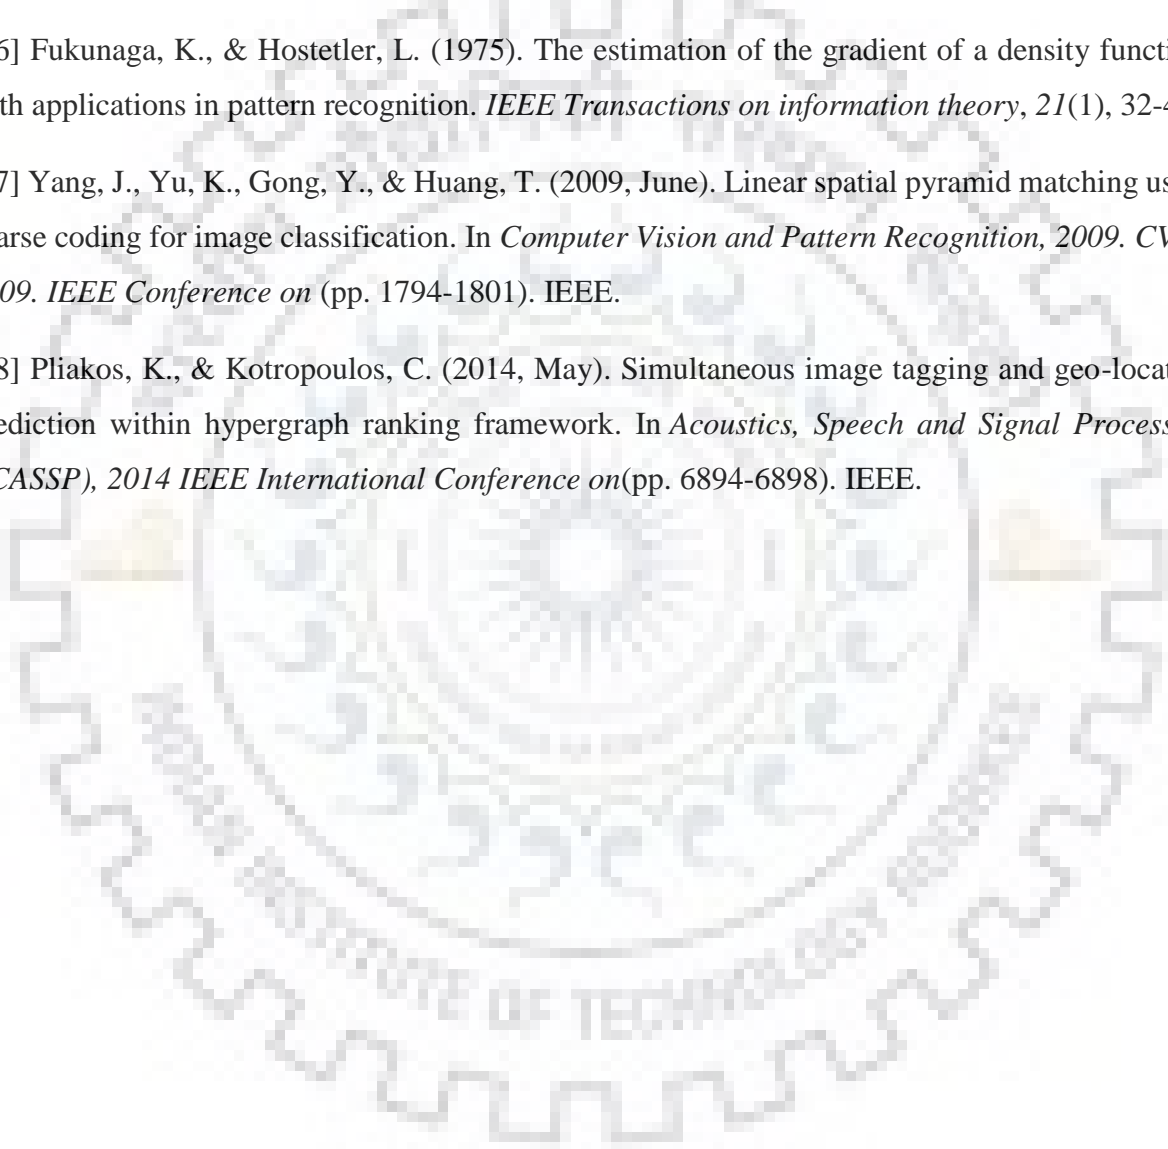 6] Fukunaga, K., & Hostetler, L. (1975). The estimation of the gradient of a density functi
th applications in pattern recognition. IEEE Transactions on information theory, 21(1), 32-4
7] Yang, J., Yu, K., Gong, Y., & Huang, T. (2009, June). Linear spatial pyramid matching us
arse coding for image classification. In Computer Vision and Pattern Recognition, 2009. CV
09. IEEE Conference on (pp. 1794-1801). IEEE.
8] Pliakos, K., & Kotropoulos, C. (2014, May). Simultaneous image tagging and geo-locat
ediction within hypergraph ranking framework. In Acoustics, Speech and Signal Process
CASSP), 2014 IEEE International Conference on(pp. 6894-6898). IEEE.
INSTITUTE OF TECHNOLOGY ROORKEE